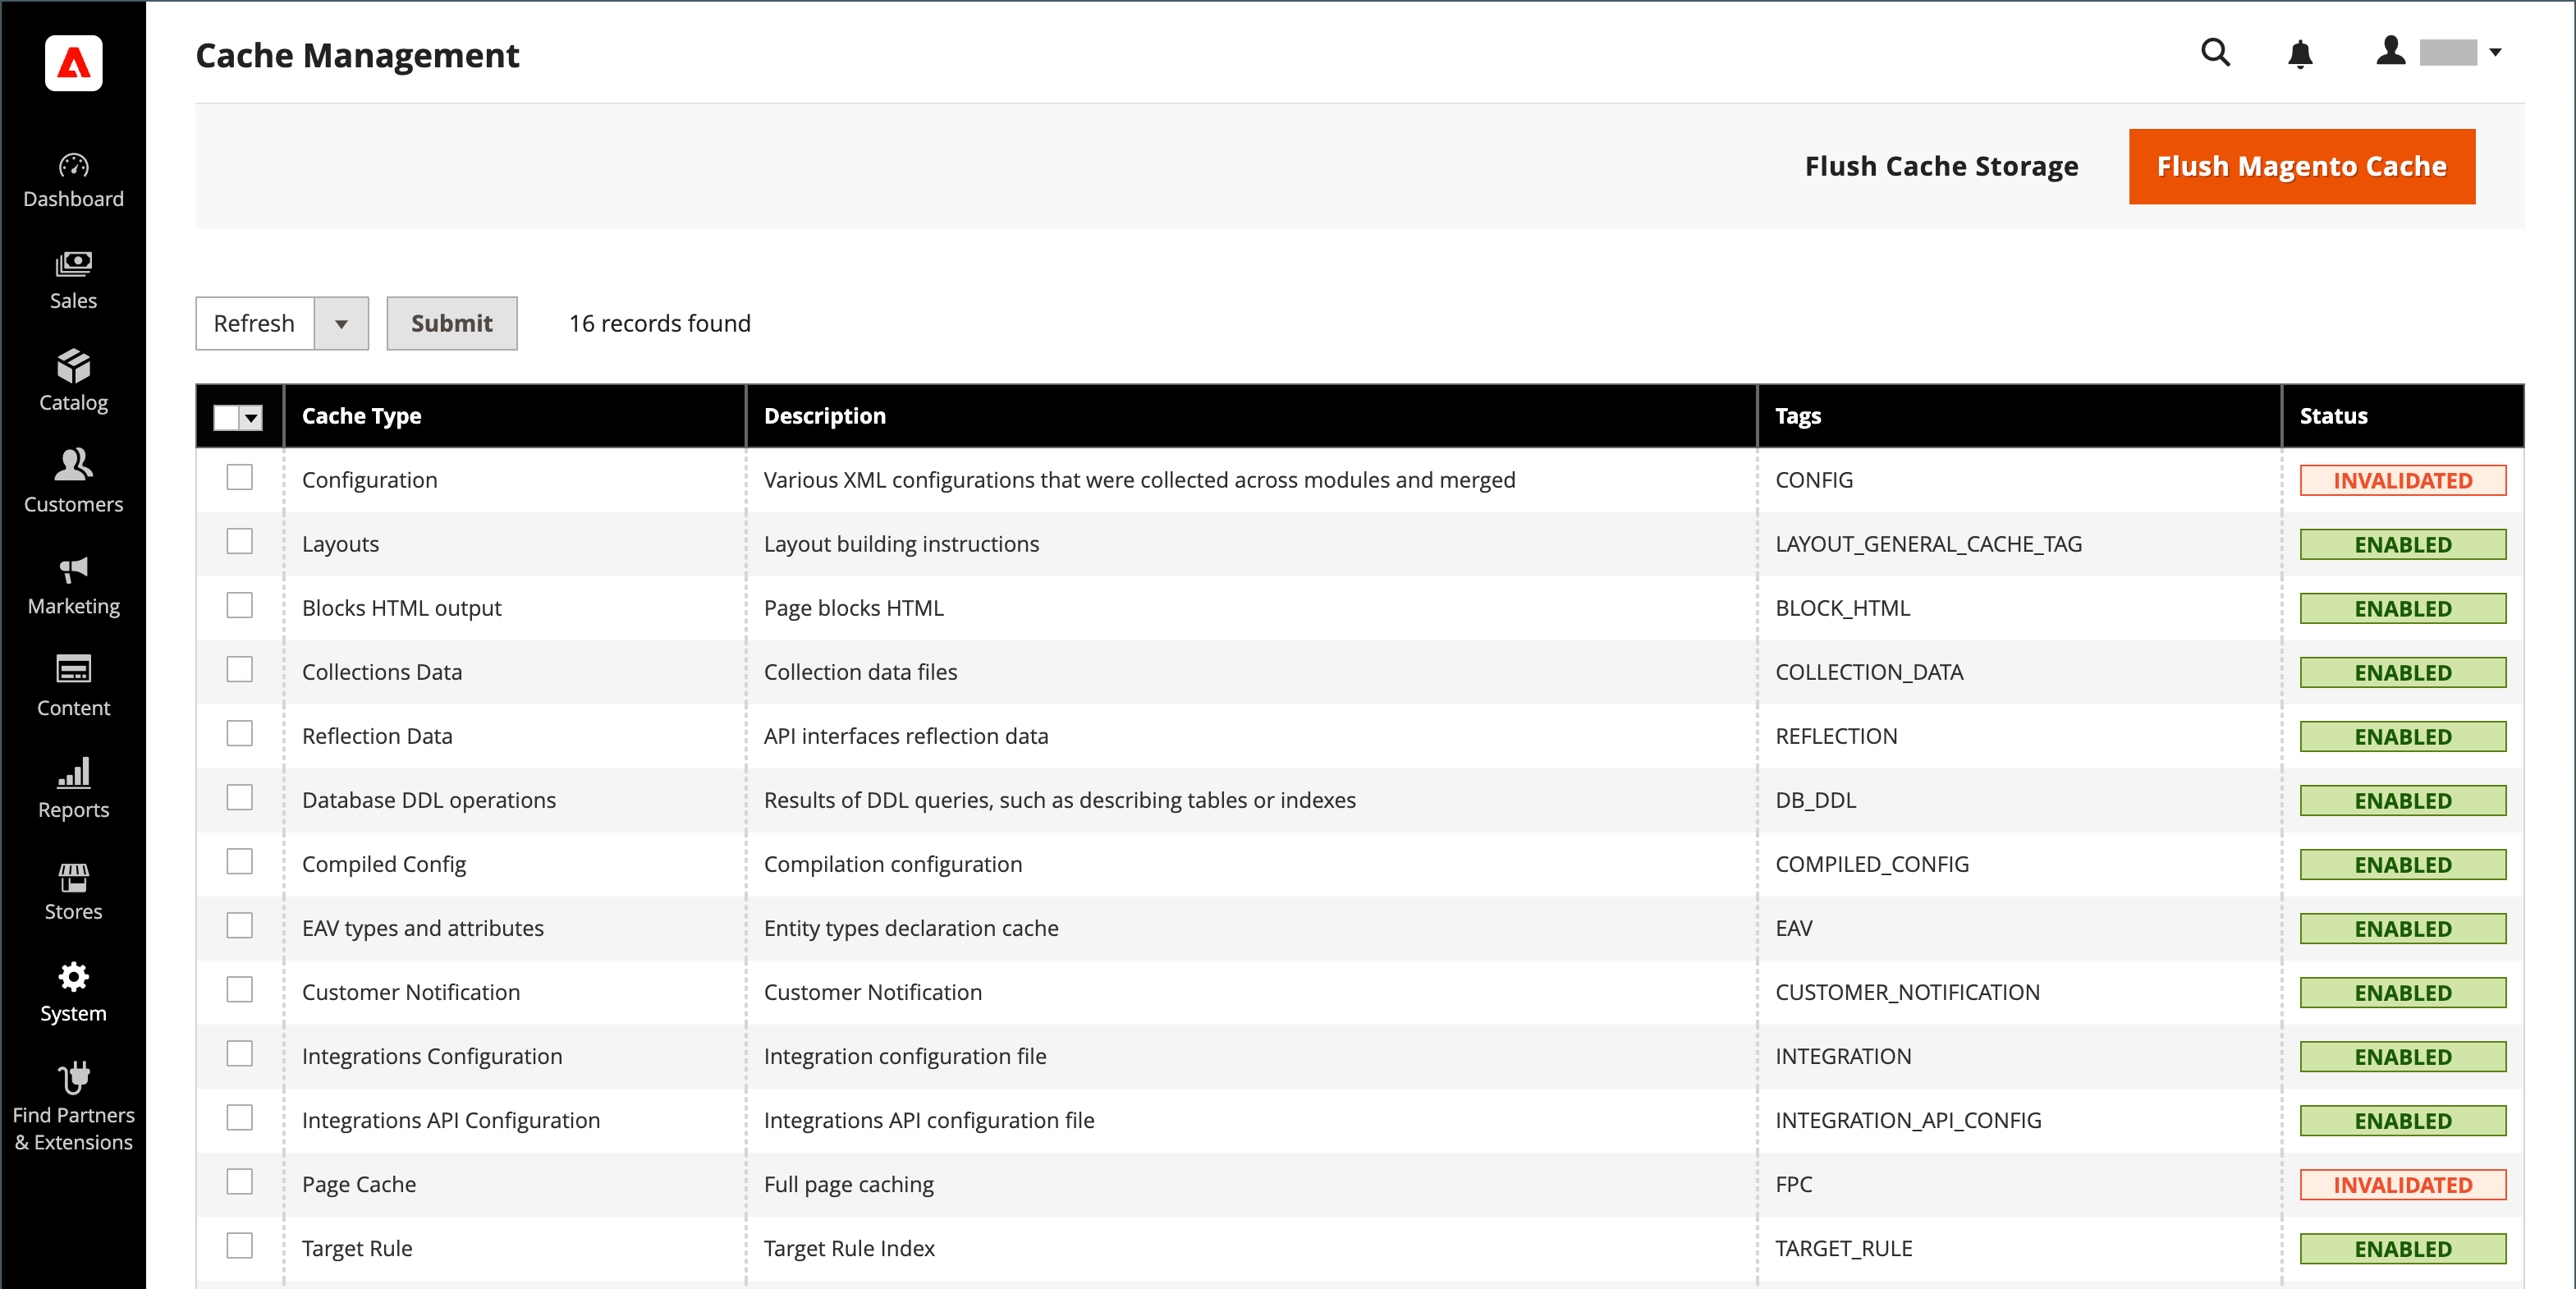 Cache Management
Dashboard
Sales
Catalog
Customers
Marketing
Content
Reports
Stores
System
Find Partners
& Extensions
Flush Cache Storage
Flush Magento Cache
Refresh
Submit
16 records found
Cache Type Description Tags Status
Configuration Various XML configurations that were collected across modules and merged CONFIG INVALIDATED
Layouts Layout building instructions LAYOUT_GENERAL_CACHE_TAG ENABLED
Blocks HTML output Page blocks HTML BLOCK_HTML ENABLED
Collections Data Collection data files COLLECTION_DATA ENABLED
Reflection Data API interfaces reflection data REFLECTION ENABLED
Database DDL operations Results of DDL queries, such as describing tables or indexes DB_DDL ENABLED
Compiled Config Compilation configuration COMPILED_CONFIG ENABLED
EAV types and attributes Entity types declaration cache EAV ENABLED
Customer Notification Customer Notification CUSTOMER_NOTIFICATION ENABLED
Integrations Configuration Integration configuration file INTEGRATION ENABLED
Integrations API Configuration Integrations API configuration file INTEGRATION_API_CONFIG ENABLED
Page Cache Full page caching FPC INVALIDATED
Target Rule Target Rule Index TARGET_RULE ENABLED